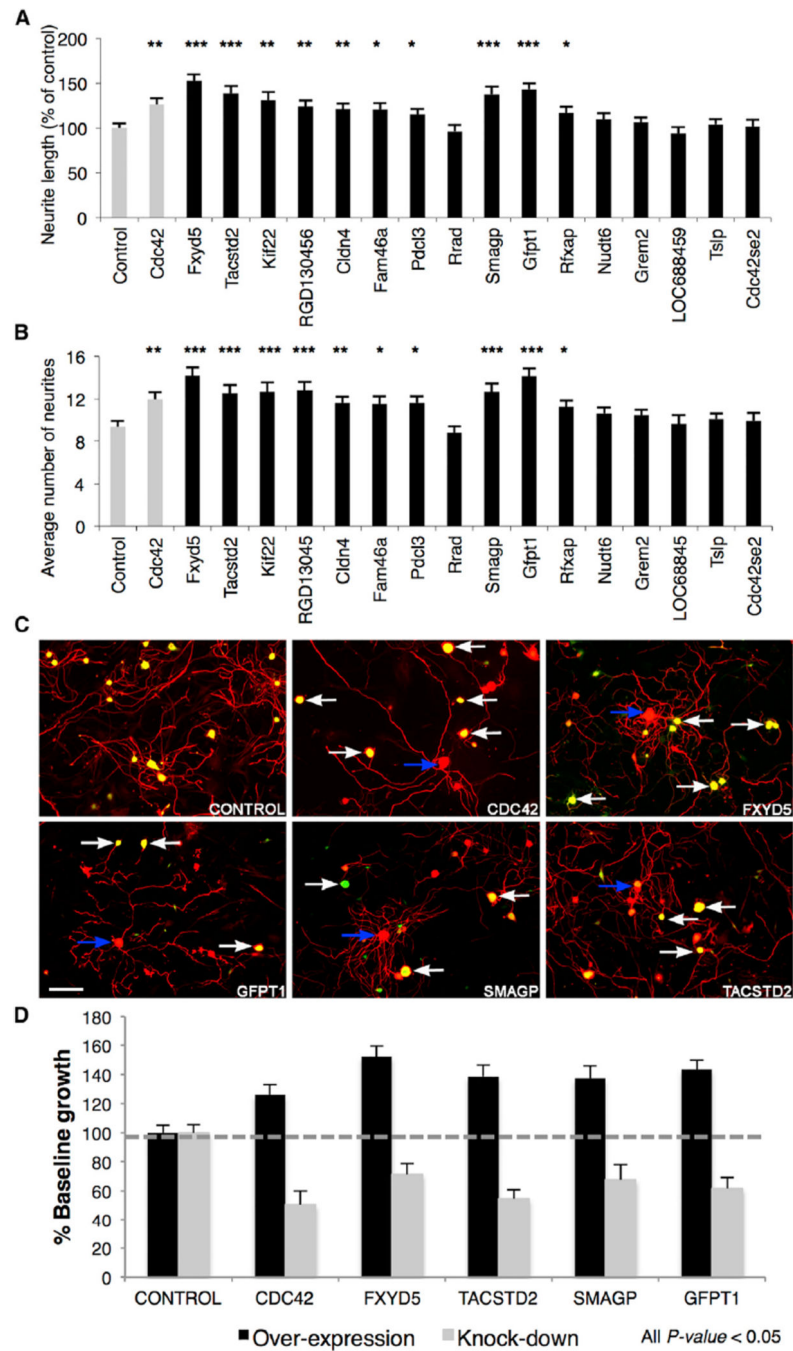 A
Neurite length (% of control)
200
150
100
50
0
** *** *** ** ** ** * * *** *** *
Control Cdc42 Fxyd5 Tacstd2 Kif22 RGD130456 Cldn4 Fam46a Pdcl3 Rrad Smagp Gfpt1 Rfxap Nudt6 Grem2 LOC688459 Tslp Cdc42se2
B
Average number of neurites
16
12
8
4
0
** *** *** *** *** ** * * *** *** *
Control Cdc42 Fxyd5 Tacstd2 Kif22 RGD13045 Cldn4 Fam46a Pdcl3 Rrad Smagp Gfpt1 Rfxap Nudt6 Grem2 LOC68845 Tslp Cdc42se2
C
CONTROL CDC42 FXYD5
GFPT1 SMAGP TACSTD2
D
% Baseline growth
180
160
140
120
100
80
60
40
20
0
CONTROL CDC42 FXYD5 TACSTD2 SMAGP GFPT1
Over-expression Knock-down All P-value < 0.05